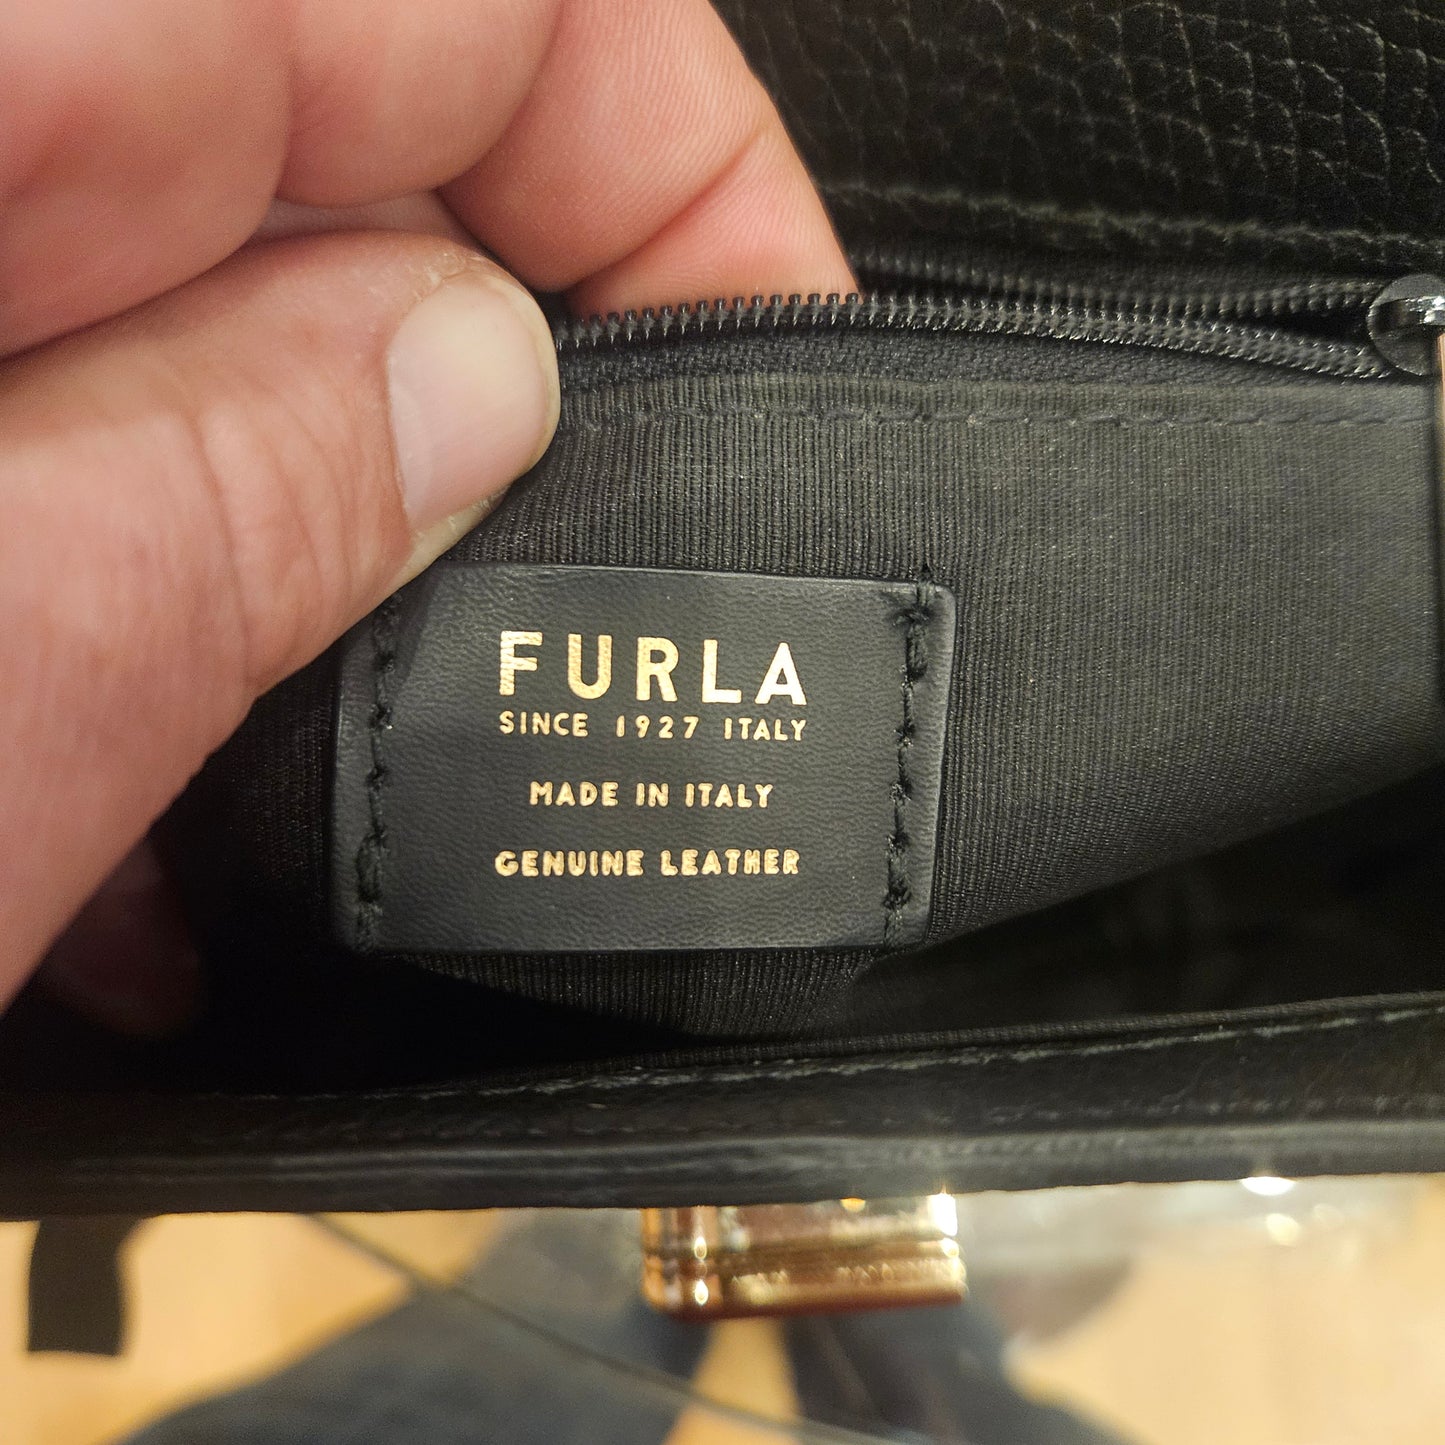 FURLA
SINCE 1927 ITALY
MADE IN ITALY
GENUINE LEATHER